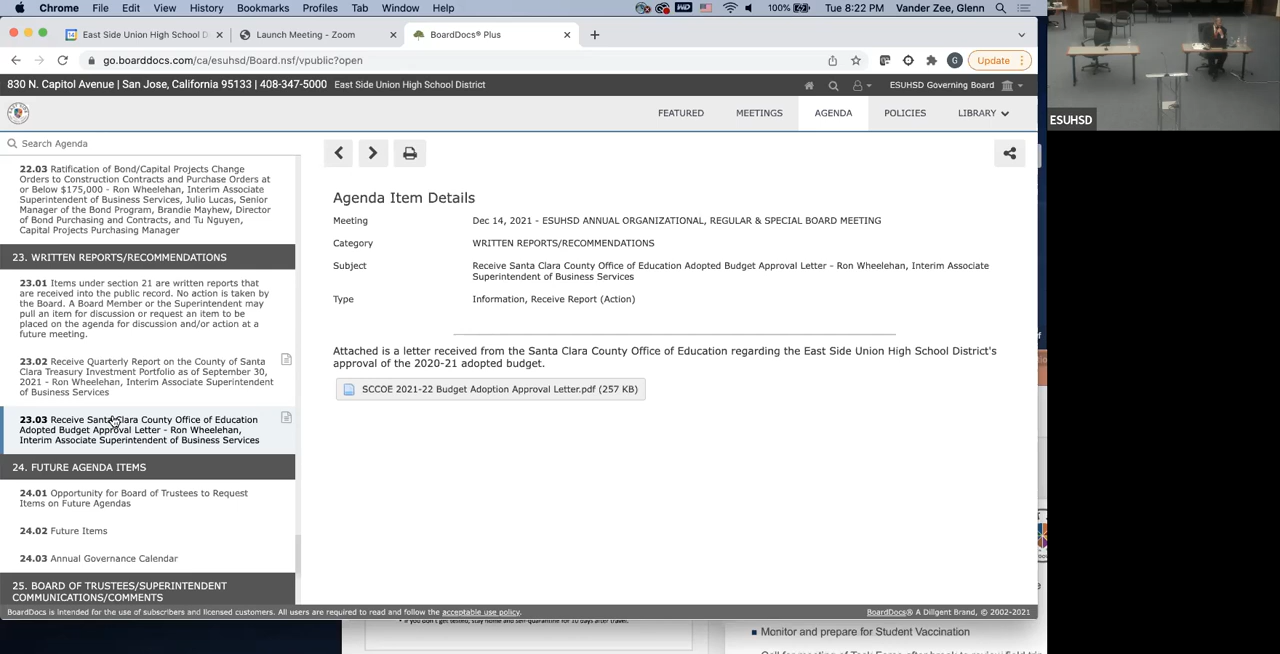 Chrome File Edit View History Bookmarks Profiles Tab Window Help
100% Tue 8:22 PM Vander Zee, Glenn
East Side Union High School D
Launch Meeting - Zoom
BoardDocs® Plus
go.boarddocs.com/ca/esuhsd/Board.nsf/vpublic?open
G Update
830 N. Capitol Avenue | San Jose, California 95133 | 408-347-5000 East Side Union High School District
ESUHSD Governing Board
FEATURED MEETINGS AGENDA POLICIES LIBRARY
Search Agenda
22.03 Ratification of Bond/Capital Projects Change
Orders to Construction Contracts and Purchase Orders at
or Below $175,000 - Ron Wheelehan, Interim Associate
Superintendent of Business Services, Julio Lucas, Senior
Manager of the Bond Program, Brandie Mayhew, Director
of Bond Purchasing and Contracts, and Tu Nguyen,
Capital Projects Purchasing Manager
23. WRITTEN REPORTS/RECOMMENDATIONS
23.01 Items under section 21 are written reports that
are received into the public record. No action is taken by
the Board. A Board Member or the Superintendent may
pull an item for discussion or request an item to be
placed on the agenda for discussion and/or action at a
future meeting.
23.02 Receive Quarterly Report on the County of Santa
Clara Treasury Investment Portfolio as of September 30,
2021 - Ron Wheelehan, Interim Associate Superintendent
of Business Services
23.03 Receive Santa Clara County Office of Education
Adopted Budget Approval Letter - Ron Wheelehan,
Interim Associate Superintendent of Business Services
24. FUTURE AGENDA ITEMS
24.01 Opportunity for Board of Trustees to Request
Items on Future Agendas
24.02 Future Items
24.03 Annual Governance Calendar
25. BOARD OF TRUSTEES/SUPERINTENDENT
COMMUNICATIONS/COMMENTS
Agenda Item Details
Meeting Dec 14, 2021 - ESUHSD ANNUAL ORGANIZATIONAL, REGULAR & SPECIAL BOARD MEETING
Category WRITTEN REPORTS/RECOMMENDATIONS
Subject Receive Santa Clara County Office of Education Adopted Budget Approval Letter - Ron Wheelehan, Interim Associate
Superintendent of Business Services
Type Information, Receive Report (Action)
Attached is a letter received from the Santa Clara County Office of Education regarding the East Side Union High School District's
approval of the 2020-21 adopted budget.
SCCOE 2021-22 Budget Adoption Approval Letter.pdf (257 KB)
BoardDocs is intended for the use of subscribers and licensed customers. All users are required to read and follow the acceptable use policy.
BoardDocs® A Diligent Brand, © 2002-2021
ESUHSD
• If you don't get tested, stay home and self-quarantine for 10 days after travel.
Monitor and prepare for Student Vaccination